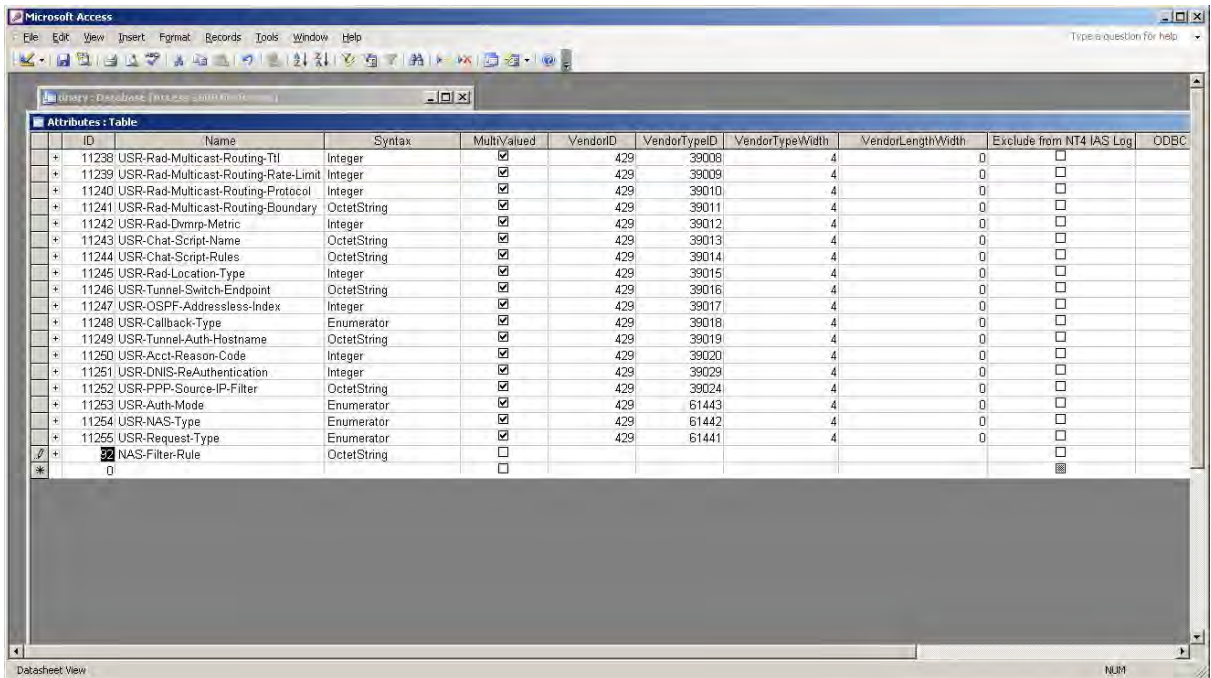 Microsoft Access
File Edit View Insert Format Records Tools Window Help Type a question for help
Attributes : Table
ID Name Syntax MultiValued VendorID VendorTypeID VendorTypeWidth VendorLengthWidth Exclude from NT4 IAS Log ODBC
+ 11238 USR-Rad-Multicast-Routing-Ttl Integer 429 39008 4 0
+ 11239 USR-Rad-Multicast-Routing-Rate-Limit Integer 429 39009 4 0
+ 11240 USR-Rad-Multicast-Routing-Protocol Integer 429 39010 4 0
+ 11241 USR-Rad-Multicast-Routing-Boundary OctetString 429 39011 4 0
+ 11242 USR-Rad-Dvmrp-Metric Integer 429 39012 4 0
+ 11243 USR-Chat-Script-Name OctetString 429 39013 4 0
+ 11244 USR-Chat-Script-Rules OctetString 429 39014 4 0
+ 11245 USR-Rad-Location-Type Integer 429 39015 4 0
+ 11246 USR-Tunnel-Switch-Endpoint OctetString 429 39016 4 0
+ 11247 USR-OSPF-Addressless-Index Integer 429 39017 4 0
+ 11248 USR-Callback-Type Enumerator 429 39018 4 0
+ 11249 USR-Tunnel-Auth-Hostname OctetString 429 39019 4 0
+ 11250 USR-Acct-Reason-Code Integer 429 39020 4 0
+ 11251 USR-DNIS-ReAuthentication Integer 429 39029 4 0
+ 11252 USR-PPP-Source-IP-Filter OctetString 429 39024 4 0
+ 11253 USR-Auth-Mode Enumerator 429 61443 4 0
+ 11254 USR-NAS-Type Enumerator 429 61442 4 0
+ 11255 USR-Request-Type Enumerator 429 61441 4 0
+ 92 NAS-Filter-Rule OctetString
0
Datasheet View NUM